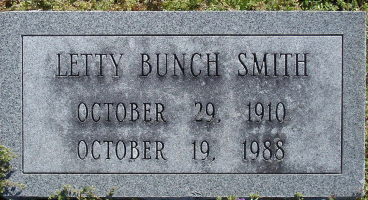 LETTY BUNCH SMITH
OCTOBER 29, 1910
OCTOBER 19, 1988